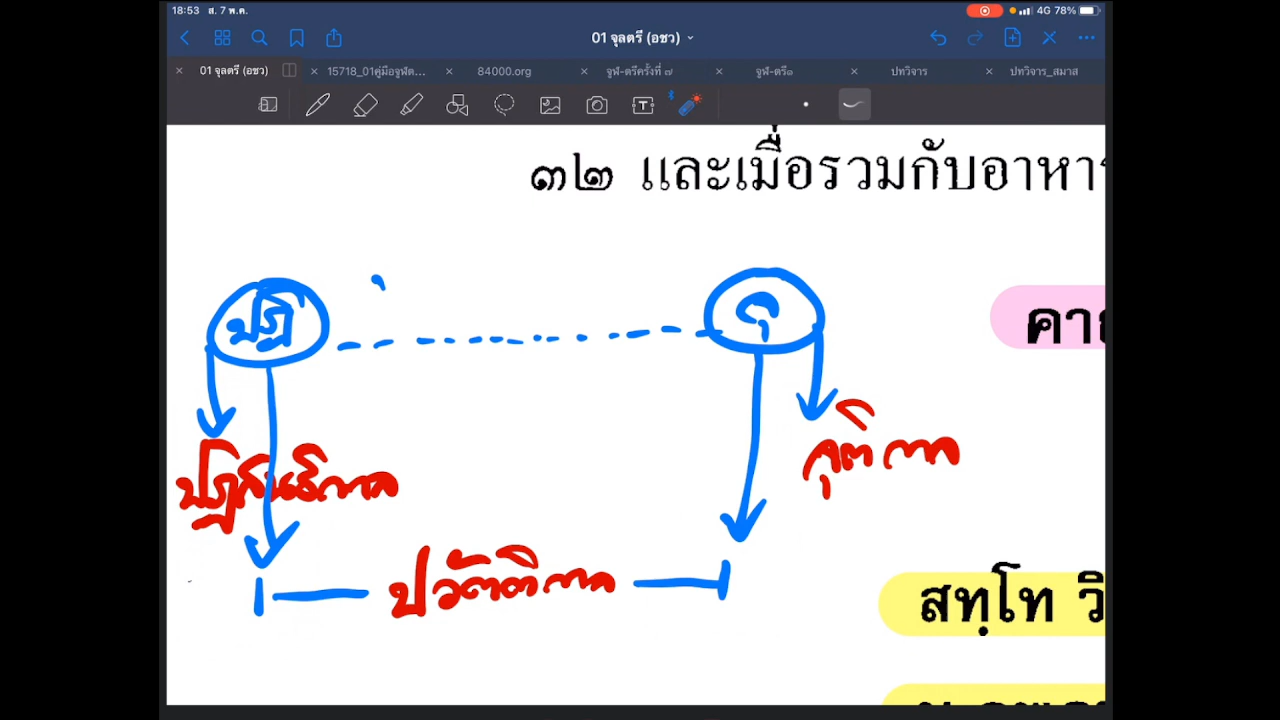 18:53 ส. 7 พ.ค. 4G 78%
01 จุลตรี (อชว)
01 จุลตรี (อชว) 15718_01คู่มือจูฬต... 84000.org จูฬ-ตรีครั้งที่ ๗ จูฬ-ตรี๑ ปทวิจาร ปทวิจาร_สมาส
๓๒ และเมื่อรวมกับอาหาร
ปฏิ จุ
คา
ปฏิสนธิกาล จุติกาล
ปวัตติกาล
สทฺโท วิ